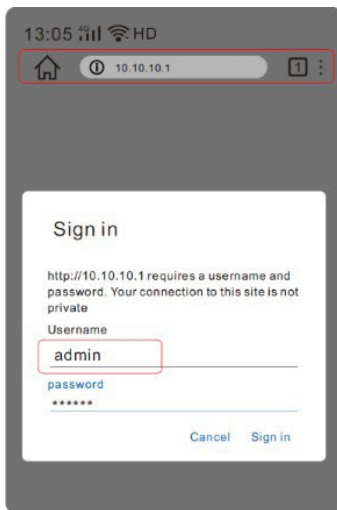 13:05 4G HD
10.10.10.1 1
Sign in
http://10.10.10.1 requires a username and
password. Your connection to this site is not
private
Username
admin
password
******
Cancel Sign in